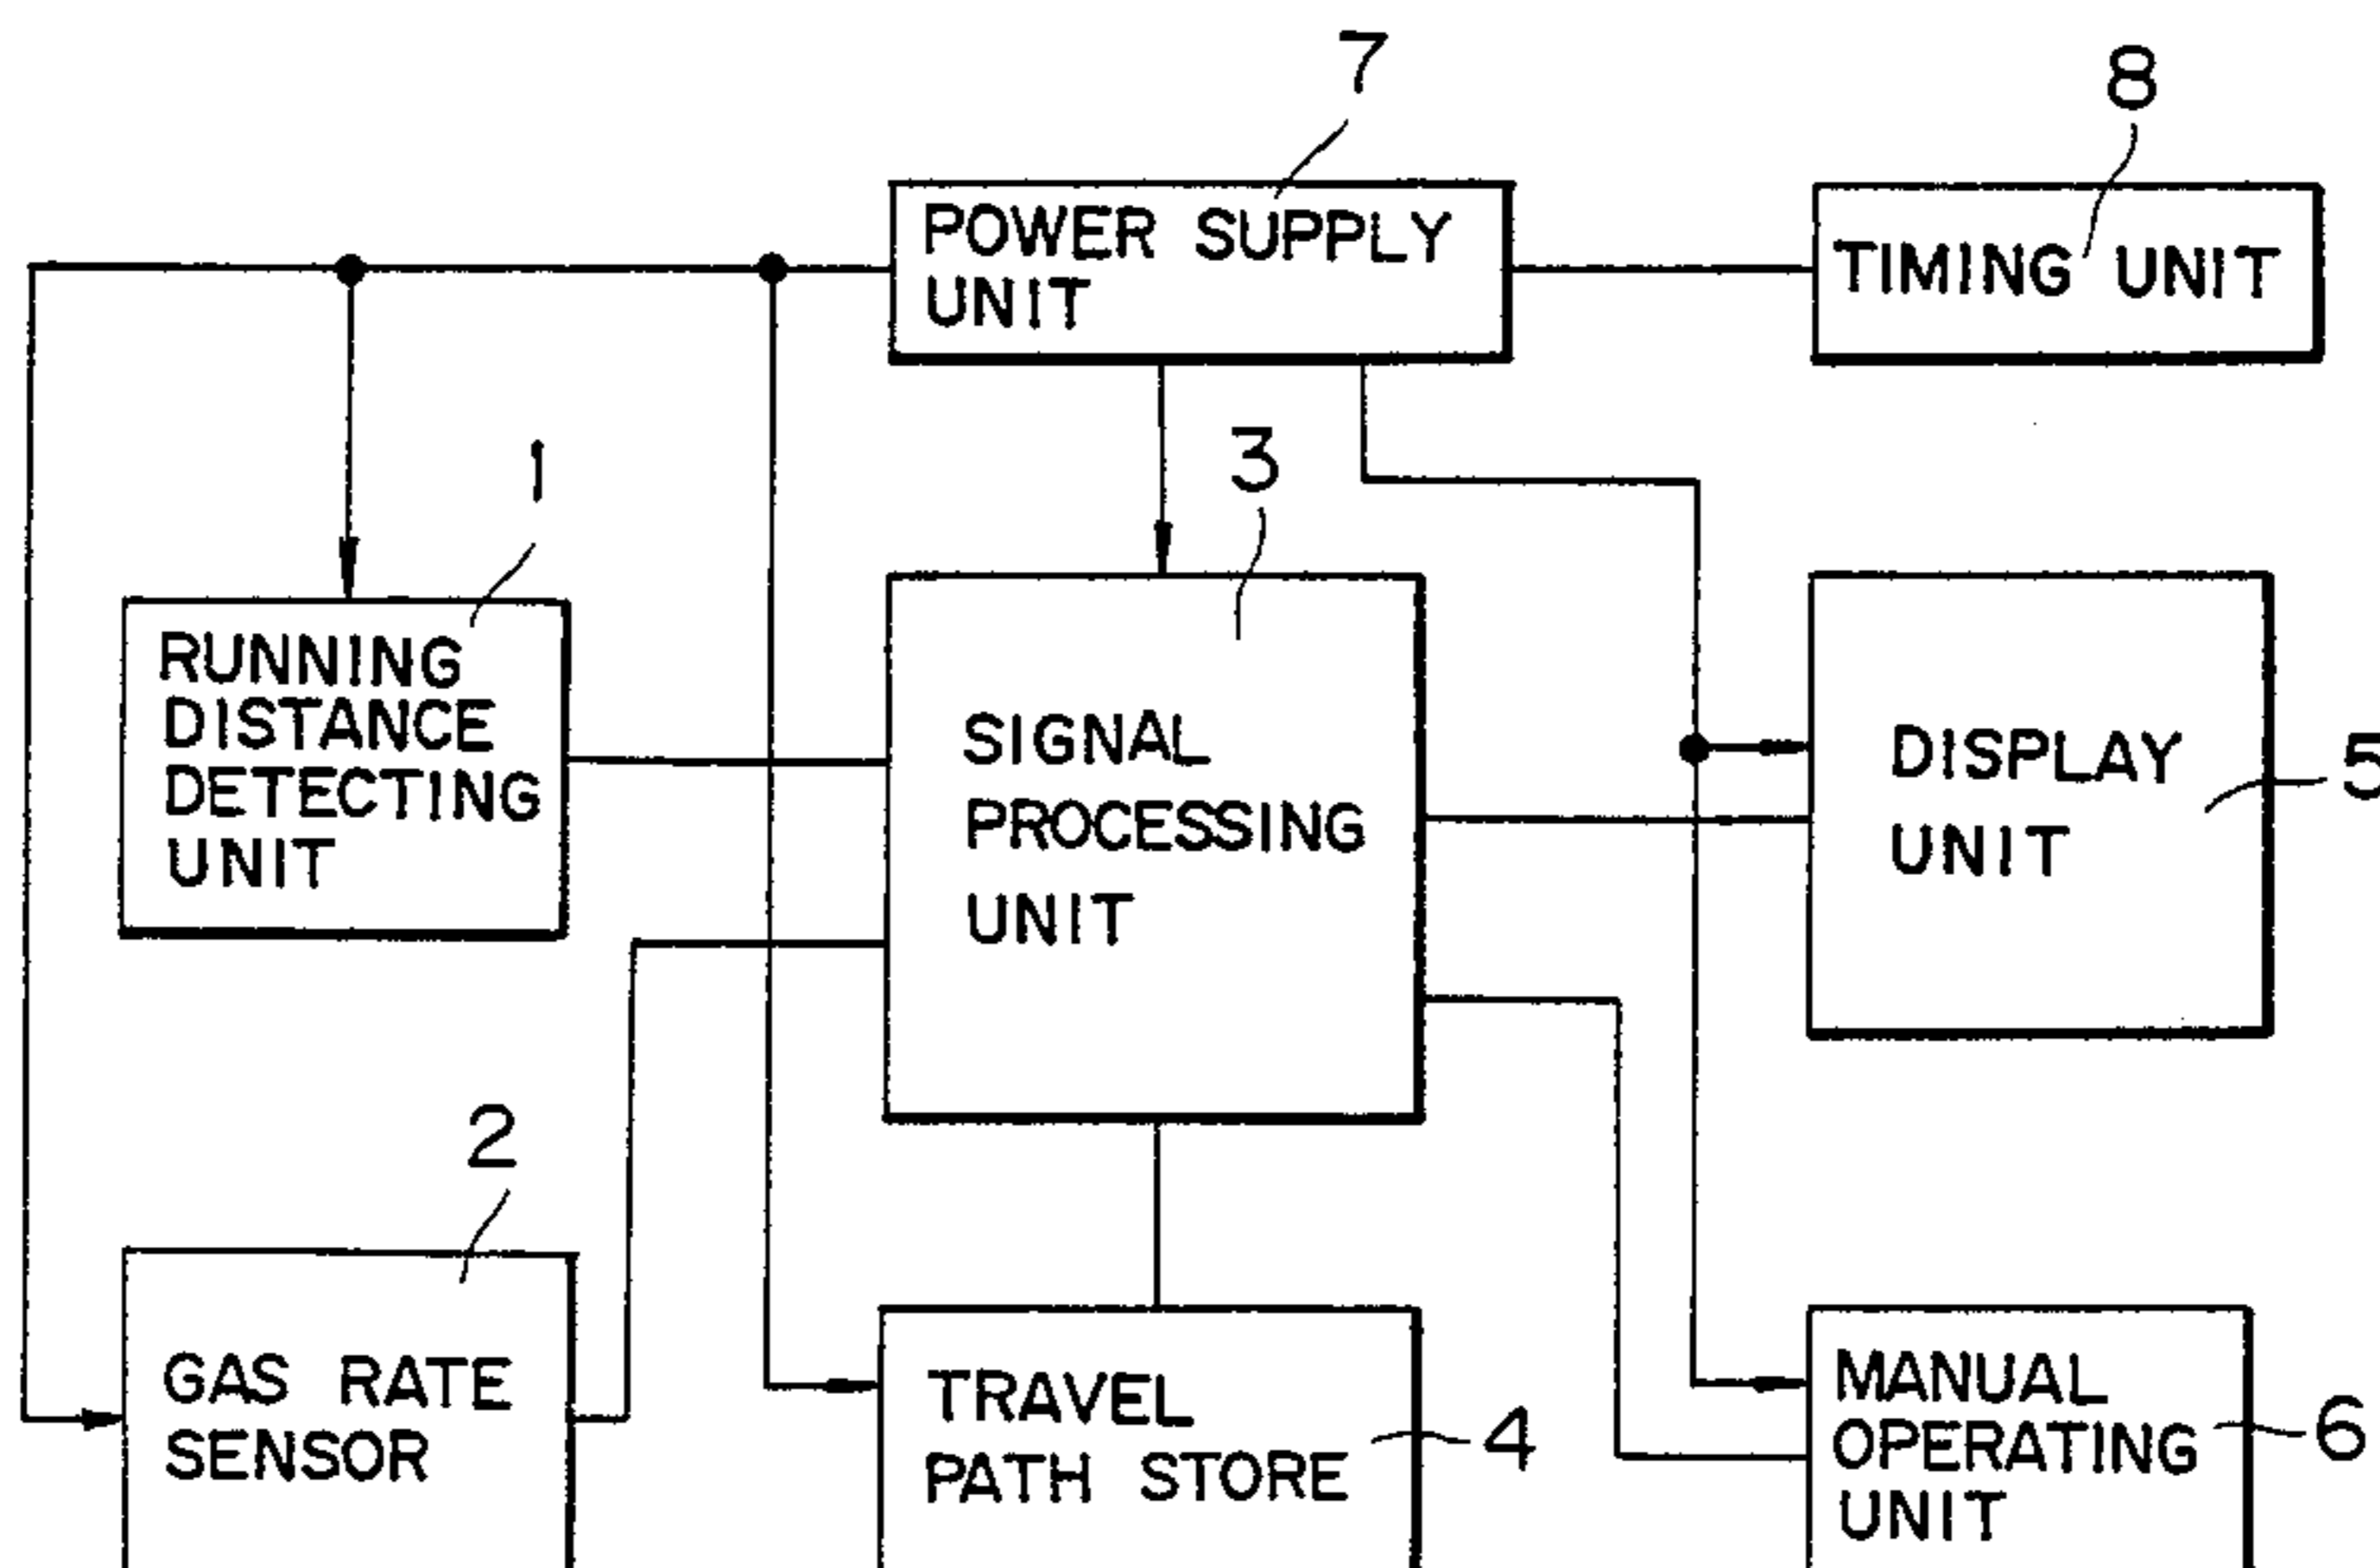 7
8
POWER SUPPLY
UNIT
TIMING UNIT
1
3
RUNNING
DISTANCE
DETECTING
UNIT
SIGNAL
PROCESSING
UNIT
DISPLAY
UNIT
5
2
GAS RATE
SENSOR
TRAVEL
PATH STORE
4
MANUAL
OPERATING
UNIT
6